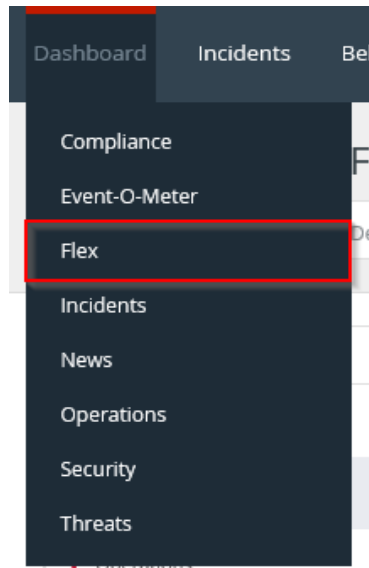 Dashboard Incidents
Compliance
Event-O-Meter
Flex
Incidents
News
Operations
Security
Threats